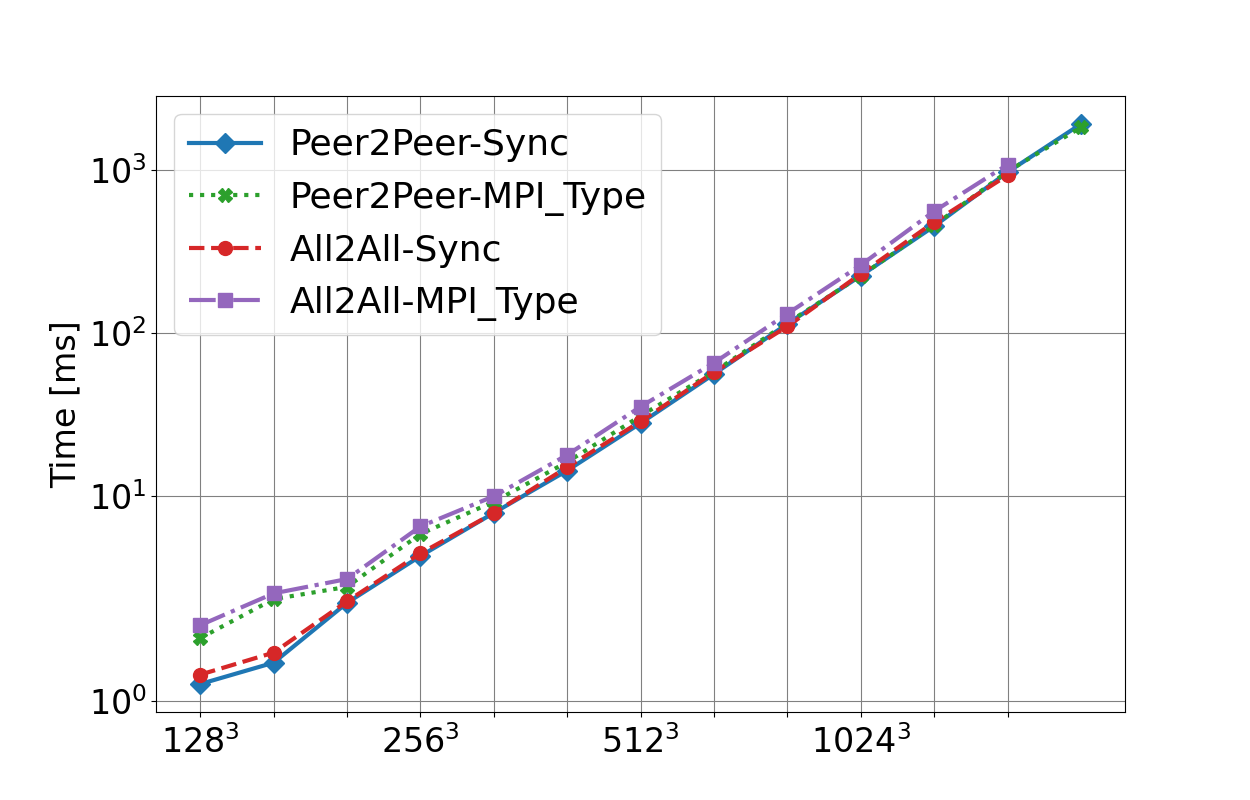 Peer2Peer-Sync
Peer2Peer-MPI_Type
All2All-Sync
All2All-MPI_Type
Time [ms]
10³
10²
10¹
10⁰
128³
256³
512³
1024³